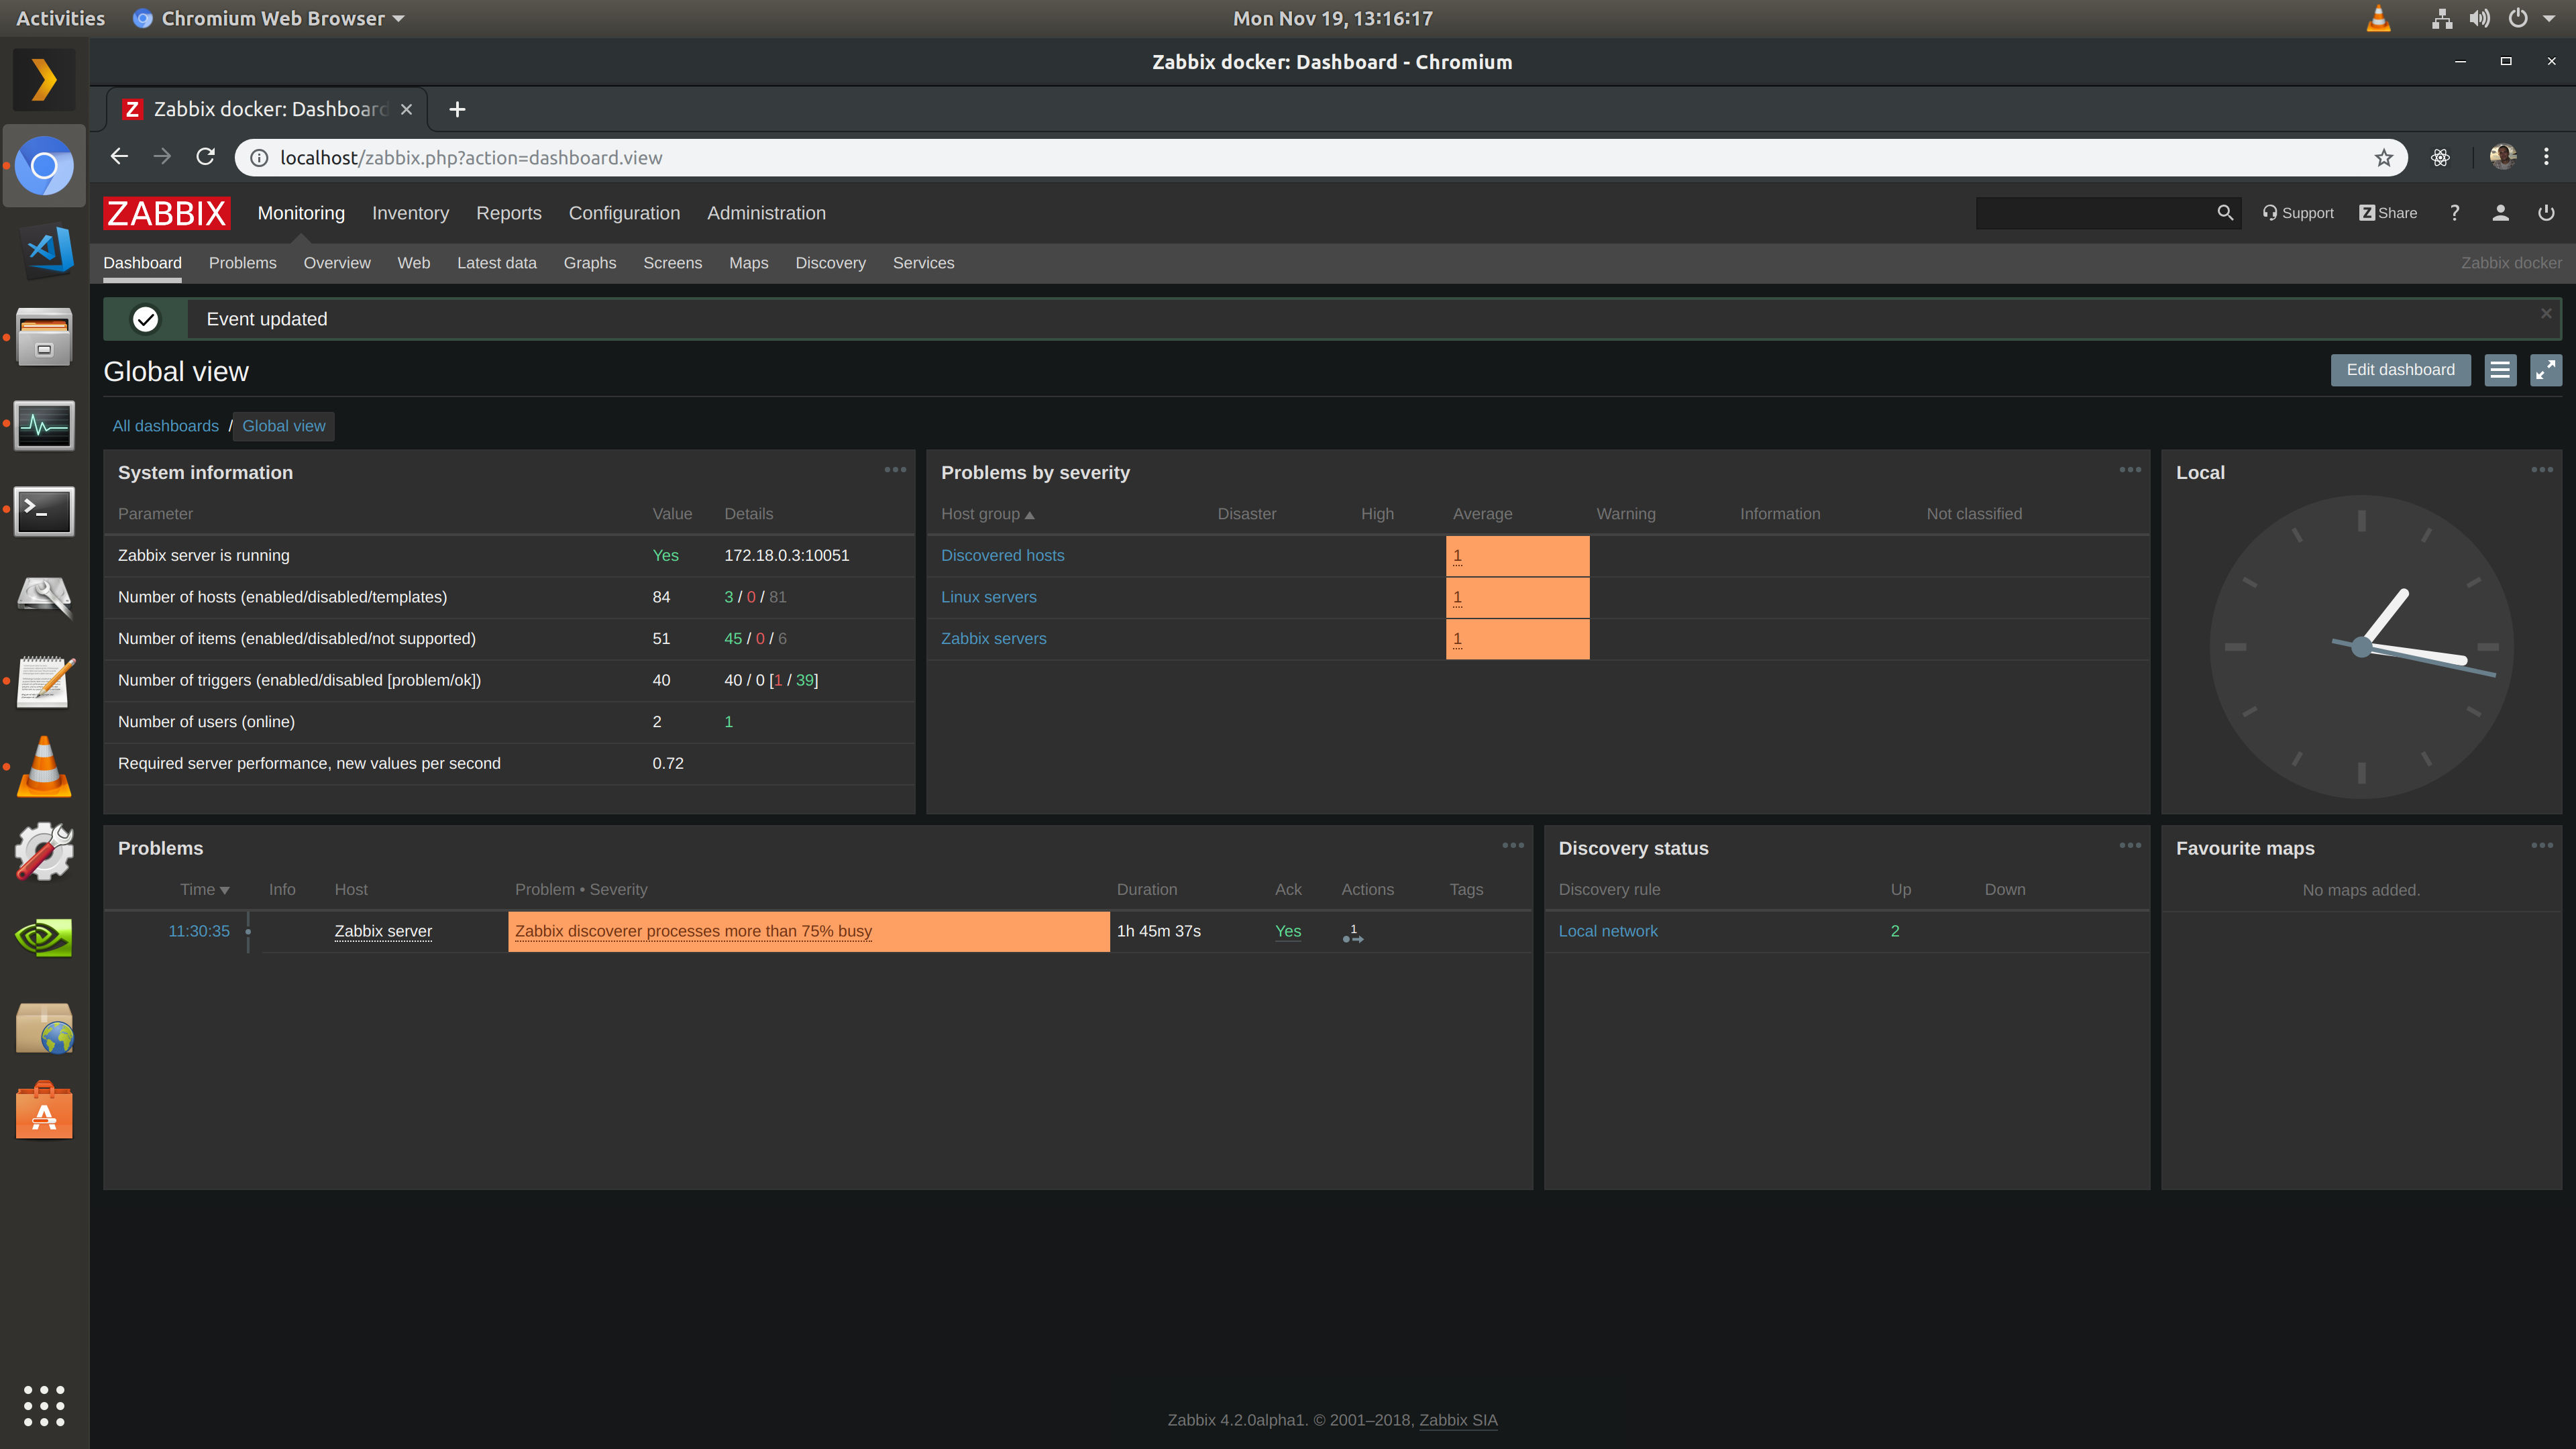 Activities Chromium Web Browser Mon Nov 19, 13:16:17
Zabbix docker: Dashboard - Chromium
Z Zabbix docker: Dashboard
localhost/zabbix.php?action=dashboard.view
ZABBIX Monitoring Inventory Reports Configuration Administration Support Z Share ?
Dashboard Problems Overview Web Latest data Graphs Screens Maps Discovery Services Zabbix docker
Event updated
Global view Edit dashboard
All dashboards / Global view
System information
Parameter Value Details
Zabbix server is running Yes 172.18.0.3:10051
Number of hosts (enabled/disabled/templates) 84 3 / 0 / 81
Number of items (enabled/disabled/not supported) 51 45 / 0 / 6
Number of triggers (enabled/disabled [problem/ok]) 40 40 / 0 [1 / 39]
Number of users (online) 2 1
Required server performance, new values per second 0.72
Problems by severity
Host group Disaster High Average Warning Information Not classified
Discovered hosts 1
Linux servers 1
Zabbix servers 1
Local
Problems
Time Info Host Problem • Severity Duration Ack Actions Tags
11:30:35 Zabbix server Zabbix discoverer processes more than 75% busy 1h 45m 37s Yes 1
Discovery status
Discovery rule Up Down
Local network 2
Favourite maps
No maps added.
Zabbix 4.2.0alpha1. © 2001–2018, Zabbix SIA